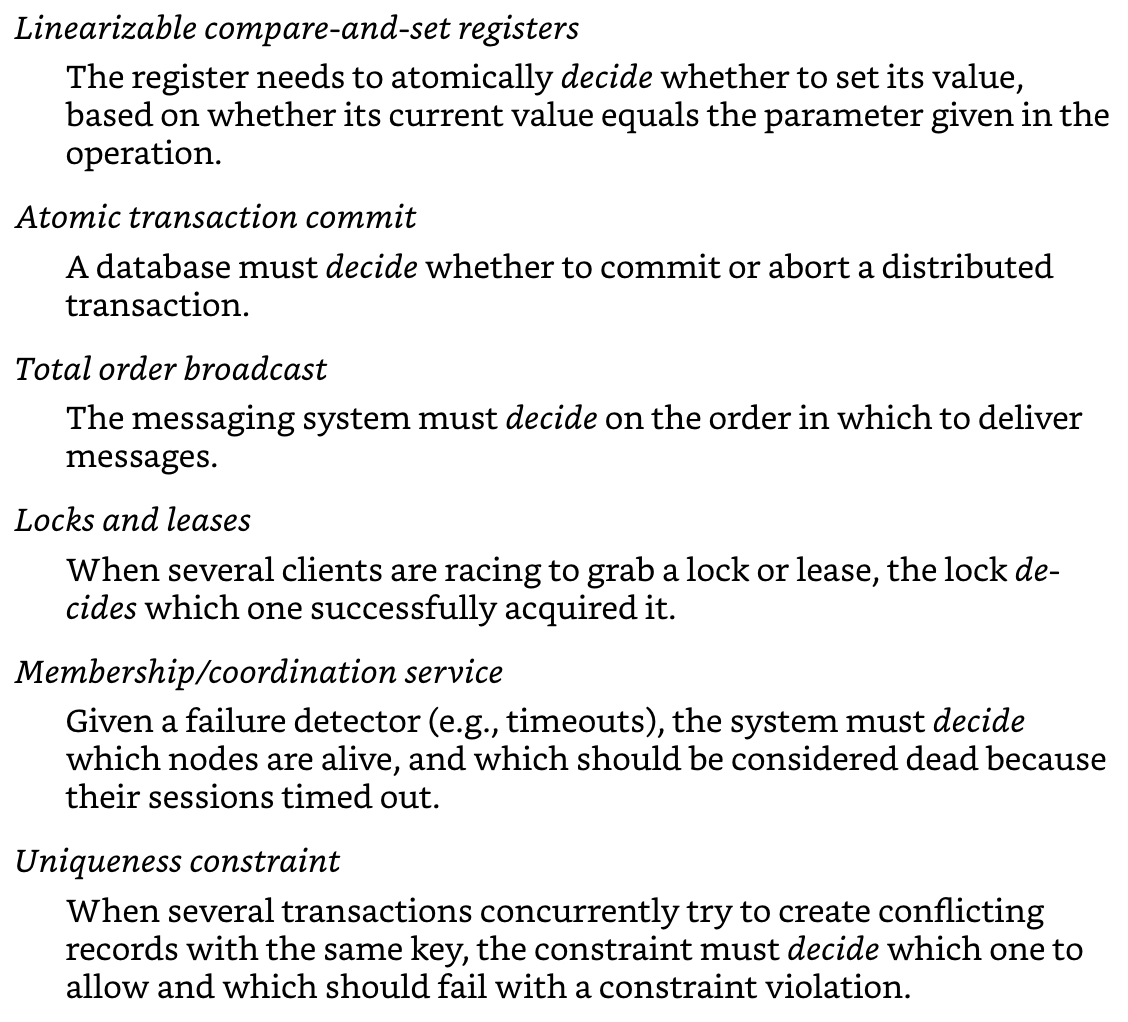 Linearizable compare-and-set registers
The register needs to atomically decide whether to set its value,
based on whether its current value equals the parameter given in the
operation.
Atomic transaction commit
A database must decide whether to commit or abort a distributed
transaction.
Total order broadcast
The messaging system must decide on the order in which to deliver
messages.
Locks and leases
When several clients are racing to grab a lock or lease, the lock de-
cides which one successfully acquired it.
Membership/coordination service
Given a failure detector (e.g., timeouts), the system must decide
which nodes are alive, and which should be considered dead because
their sessions timed out.
Uniqueness constraint
When several transactions concurrently try to create conflicting
records with the same key, the constraint must decide which one to
allow and which should fail with a constraint violation.